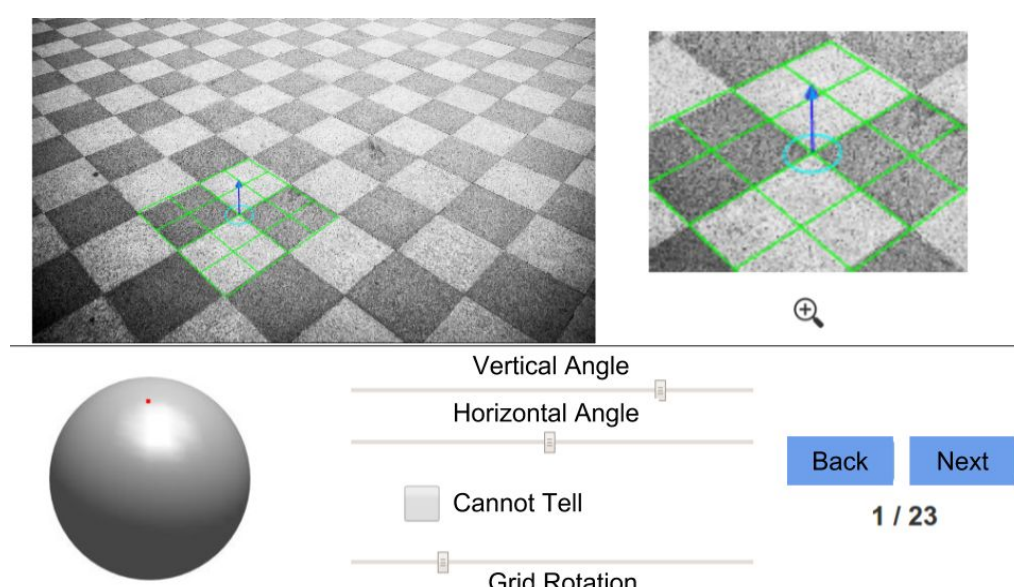 Vertical Angle
Horizontal Angle
Back
Next
Cannot Tell
1 / 23
Grid Rotation